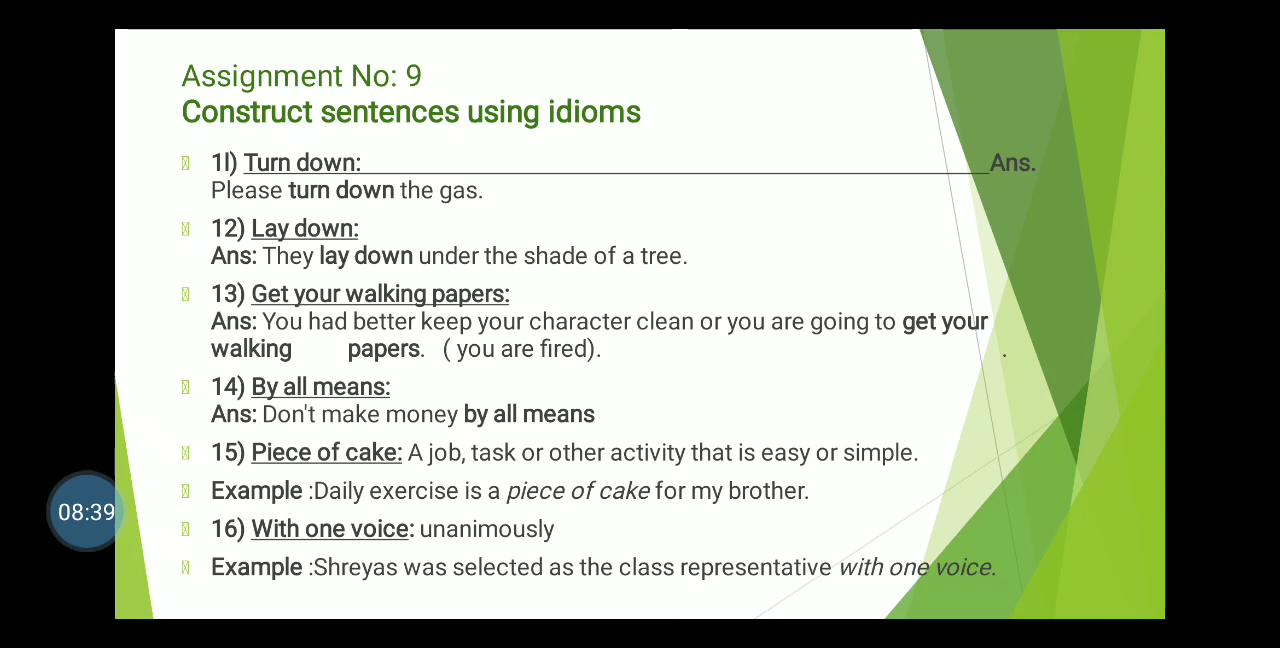 Assignment No: 9
Construct sentences using idioms
1l) Turn down: Ans.
Please turn down the gas.
12) Lay down:
Ans: They lay down under the shade of a tree.
13) Get your walking papers:
Ans: You had better keep your character clean or you are going to get your
walking papers. ( you are fired). .
14) By all means:
Ans: Don't make money by all means
15) Piece of cake: A job, task or other activity that is easy or simple.
Example :Daily exercise is a piece of cake for my brother.
16) With one voice: unanimously
Example :Shreyas was selected as the class representative with one voice.
08:39